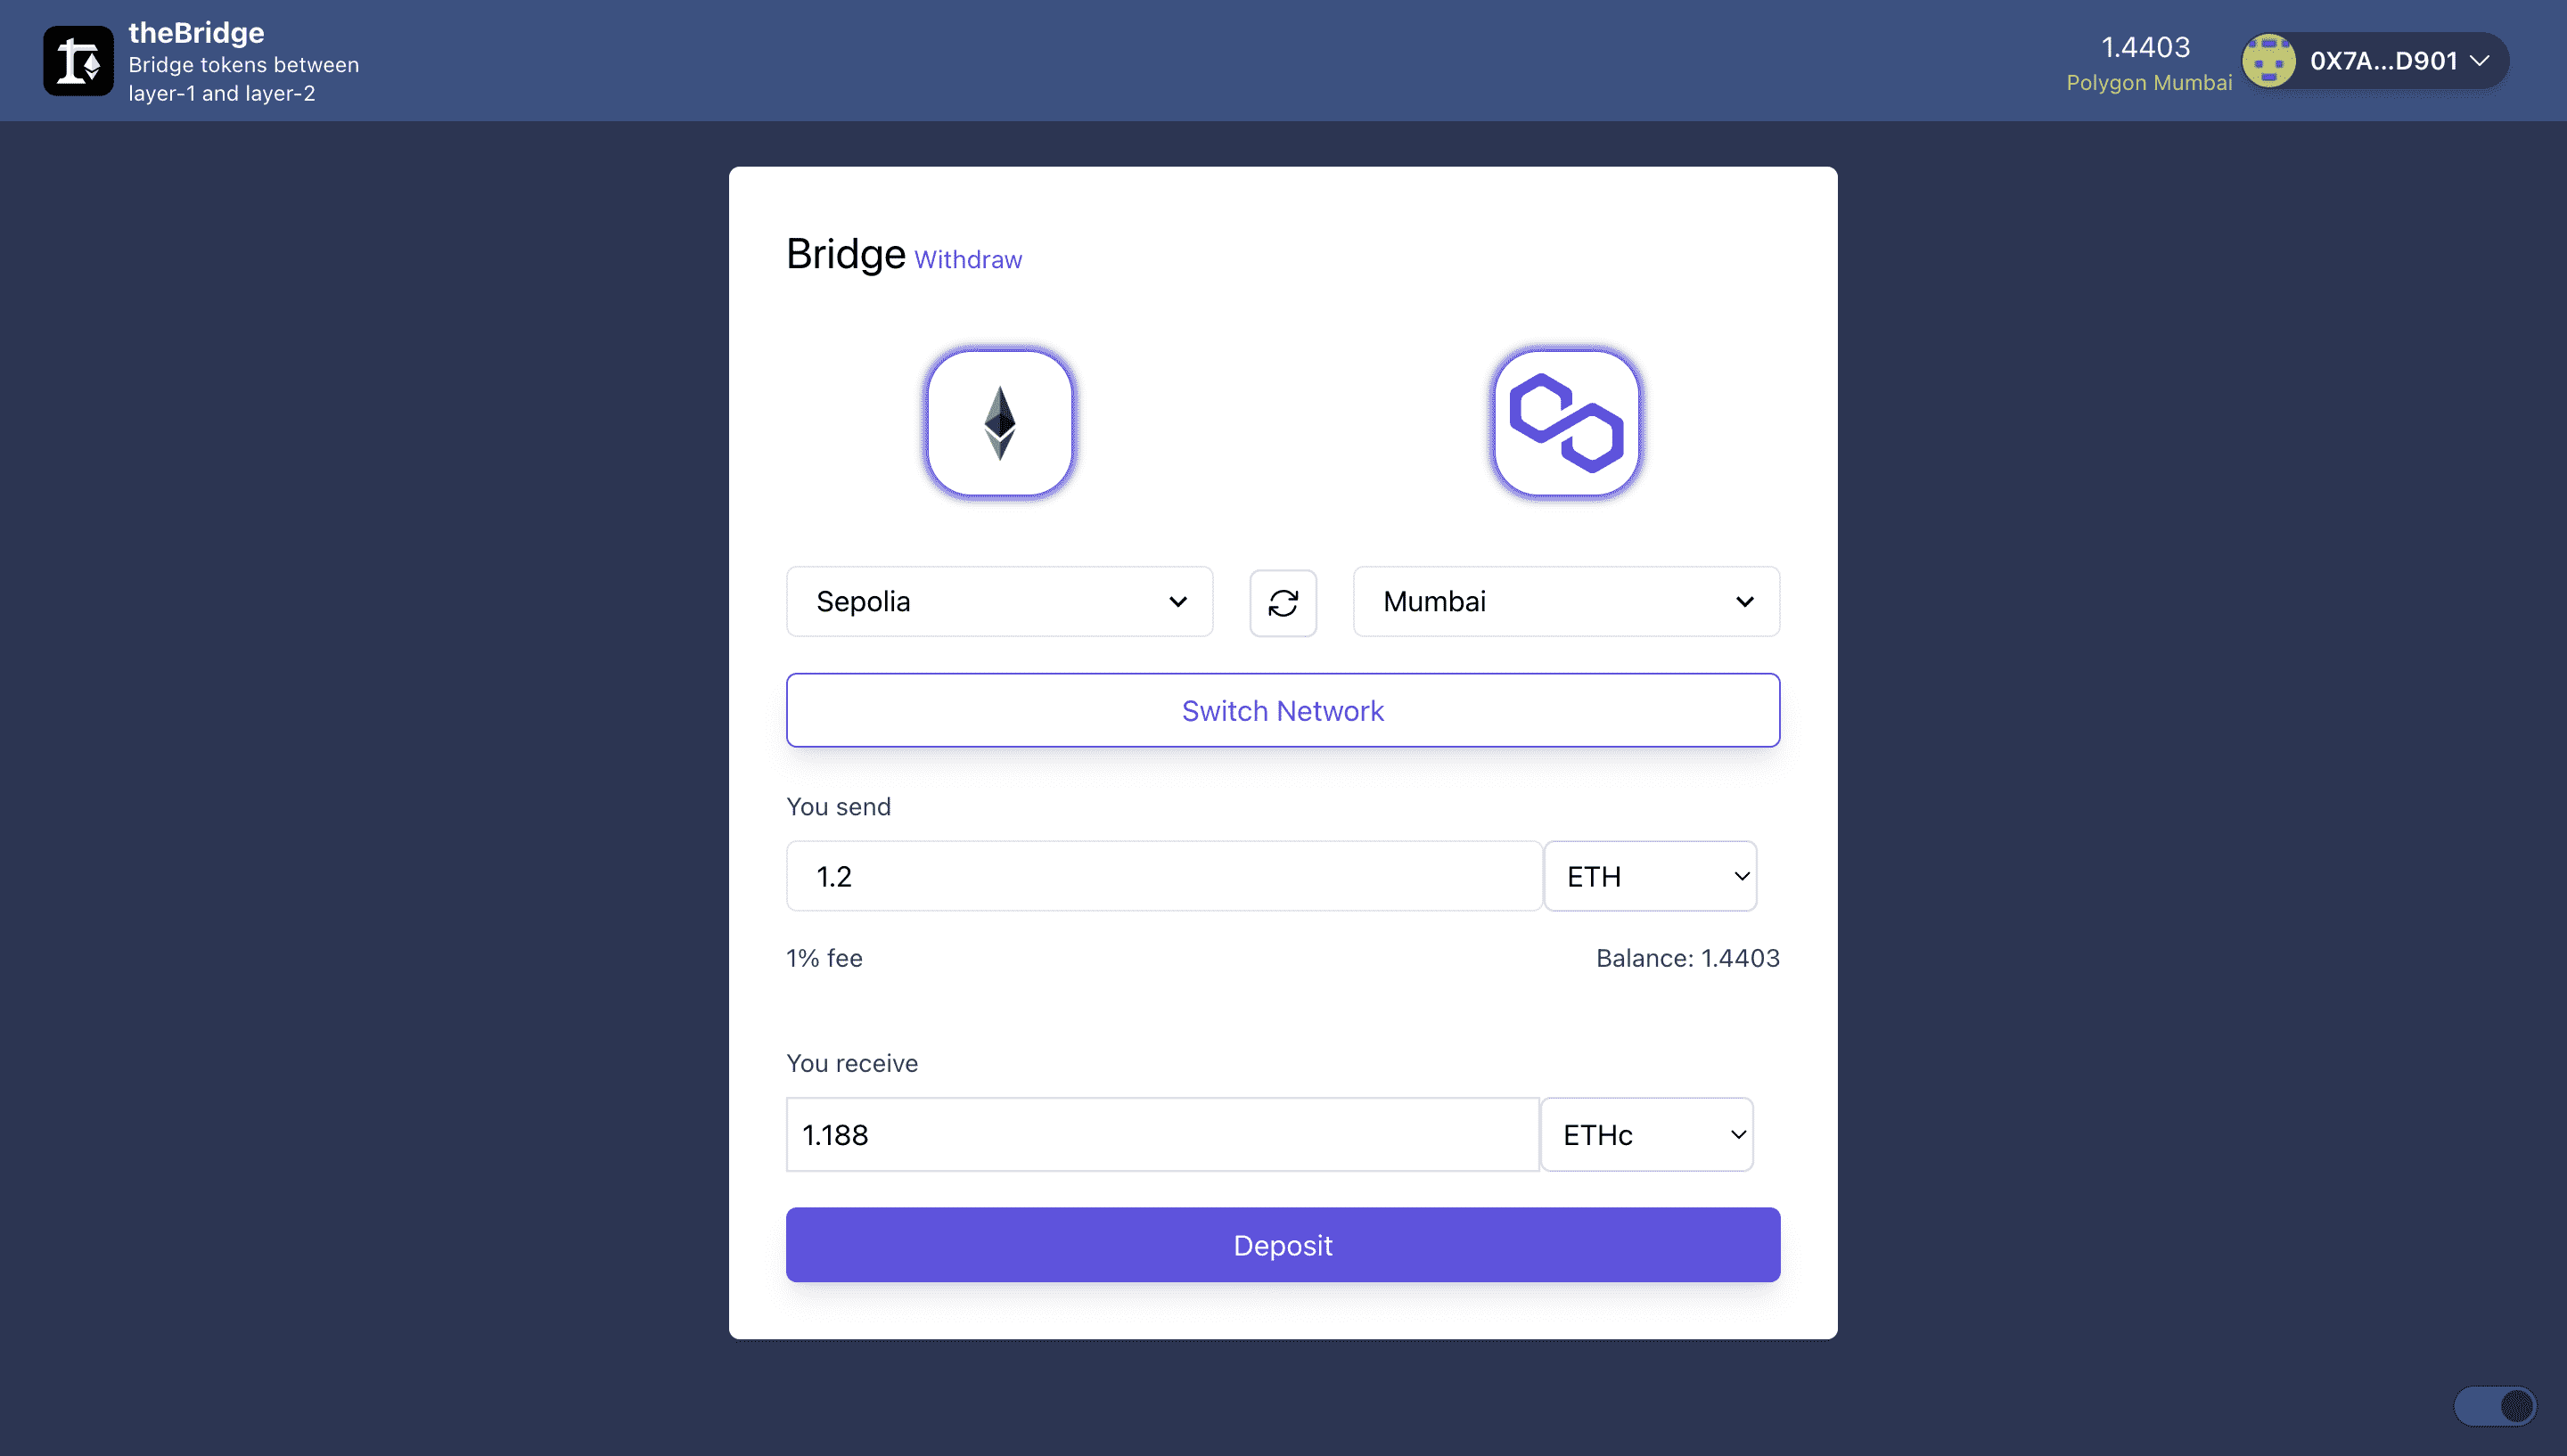 theBridge
Bridge tokens between
layer-1 and layer-2
1.4403
Polygon Mumbai
0X7A...D901
Bridge Withdraw
Sepolia
Mumbai
Switch Network
You send
1.2
ETH
1% fee
Balance: 1.4403
You receive
1.188
ETHc
Deposit